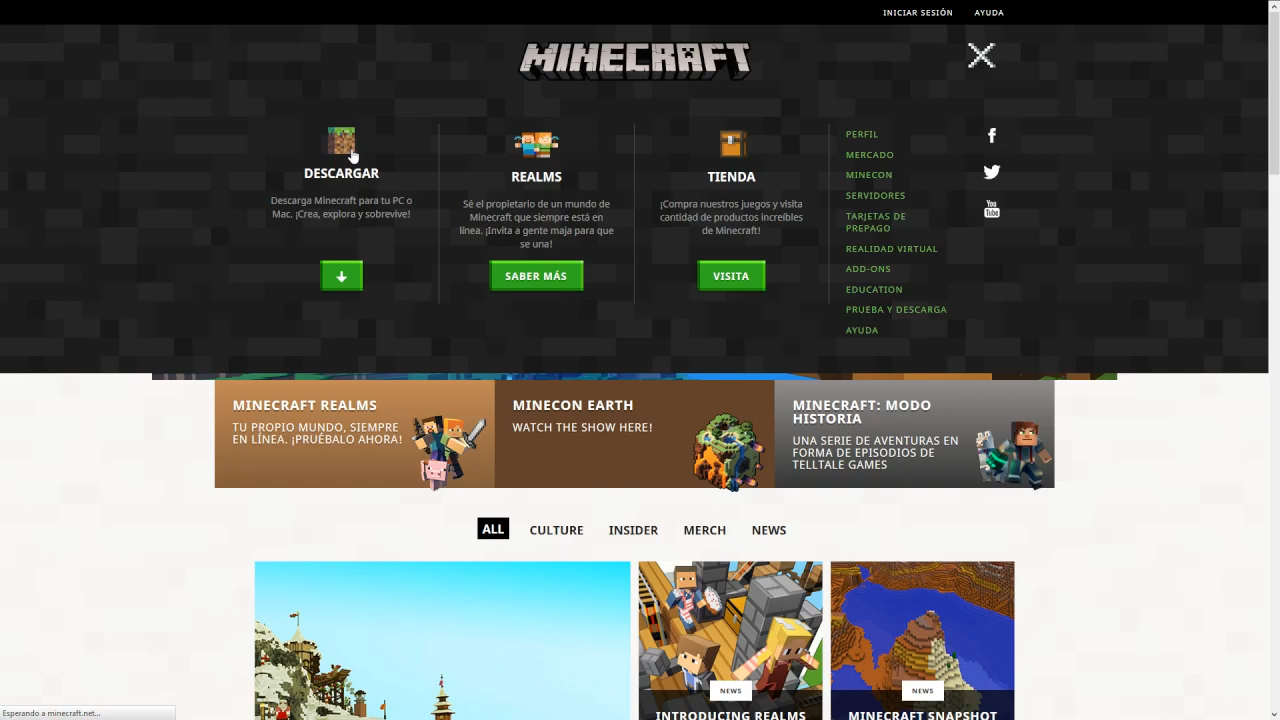 INICIAR SESIÓN
AYUDA
MINECRAFT
DESCARGAR
Descarga Minecraft para tu PC o
Mac. ¡Crea, explora y sobrevive!
REALMS
Sé el propietario de un mundo de
Minecraft que siempre está en
línea. ¡Invita a gente maja para que
se una!
SABER MÁS
TIENDA
¡Compra nuestros juegos y visita
cantidad de productos increíbles
de Minecraft!
VISITA
PERFIL
MERCADO
MINECON
SERVIDORES
TARJETAS DE
PREPAGO
REALIDAD VIRTUAL
ADD-ONS
EDUCATION
PRUEBA Y DESCARGA
AYUDA
You
Tube
MINECRAFT REALMS
TU PROPIO MUNDO, SIEMPRE
EN LÍNEA. ¡PRUÉBALO AHORA!
MINECON EARTH
WATCH THE SHOW HERE!
MINECRAFT: MODO
HISTORIA
UNA SERIE DE AVENTURAS EN
FORMA DE EPISODIOS DE
TELLTALE GAMES
ALL
CULTURE
INSIDER
MERCH
NEWS
NEWS
INTRODUCING REALMS
NEWS
MINECRAFT SNAPSHOT
Esperando a minecraft.net...